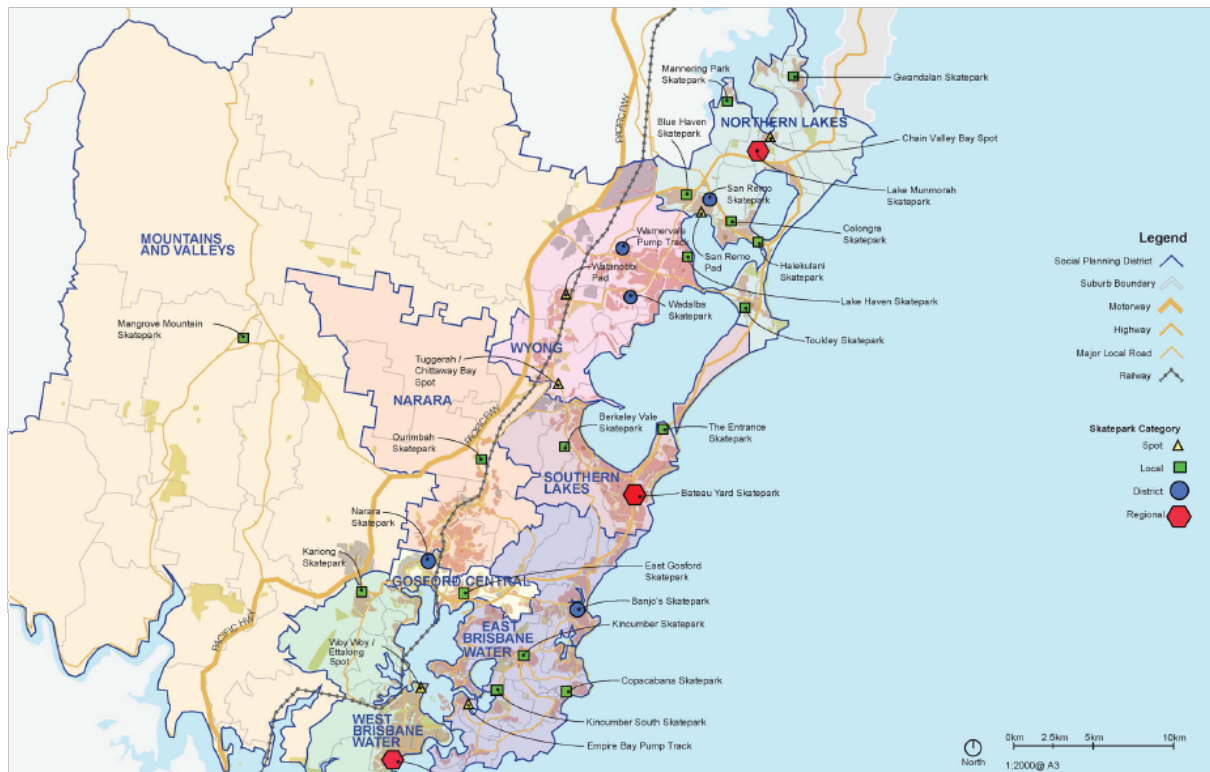 Mannering Park
Skatepark
Gwandalan Skatepark
PACIFIC HWY
Blue Haven
Skatepark
NORTHERN LAKES
Chain Valley Bay Spot
San Remo
Skatepark
Lake Munmorah
Skatepark
Colongra
Skatepark
MOUNTAINS
AND VALLEYS
Warnervale
Pump Track
San Remo
Pad
Halekulani
Skatepark
Watanobbi
Pad
Lake Haven Skatepark
Wadalba
Skatepark
Toukley Skatepark
Mangrove Mountain
Skatepark
WYONG
Tuggerah /
Chittaway Bay
Spot
NARARA
PACIFIC HWY
Berkeley Vale
Skatepark
The Entrance
Skatepark
Ourimbah
Skatepark
SOUTHERN
LAKES
Bateau Yard Skatepark
Narara
Skatepark
Kariong
Skatepark
GOSFORD CENTRAL
East Gosford
Skatepark
Banjo's Skatepark
EAST
BRISBANE
WATER
Kincumber Skatepark
PACIFIC HWY
Woy Woy /
Ettalong
Spot
Copacabana Skatepark
Kincumber South Skatepark
WEST
BRISBANE
WATER
Empire Bay Pump Track
Legend
Social Planning District
Suburb Boundary
Motorway
Highway
Major Local Road
Railway
Skatepark Category
Spot
Local
District
Regional
North
0km 2.5km 5km 10km
1:2000@ A3